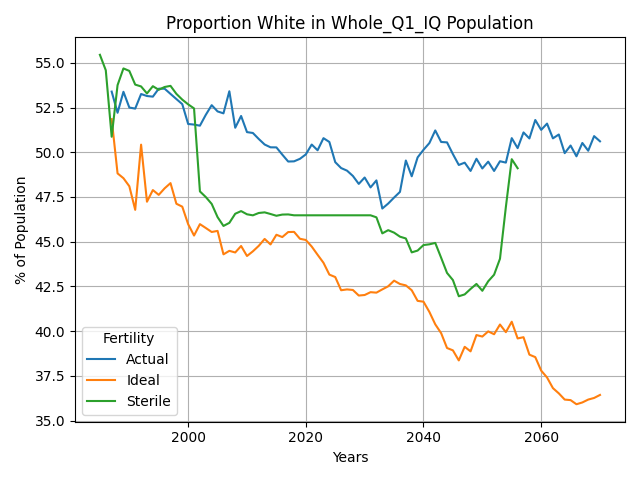 Proportion White in Whole_Q1_IQ Population
% of Population
55.0
52.5
50.0
47.5
45.0
42.5
40.0
37.5
35.0
Fertility
Actual
Ideal
Sterile
2000
2020
2040
2060
Years